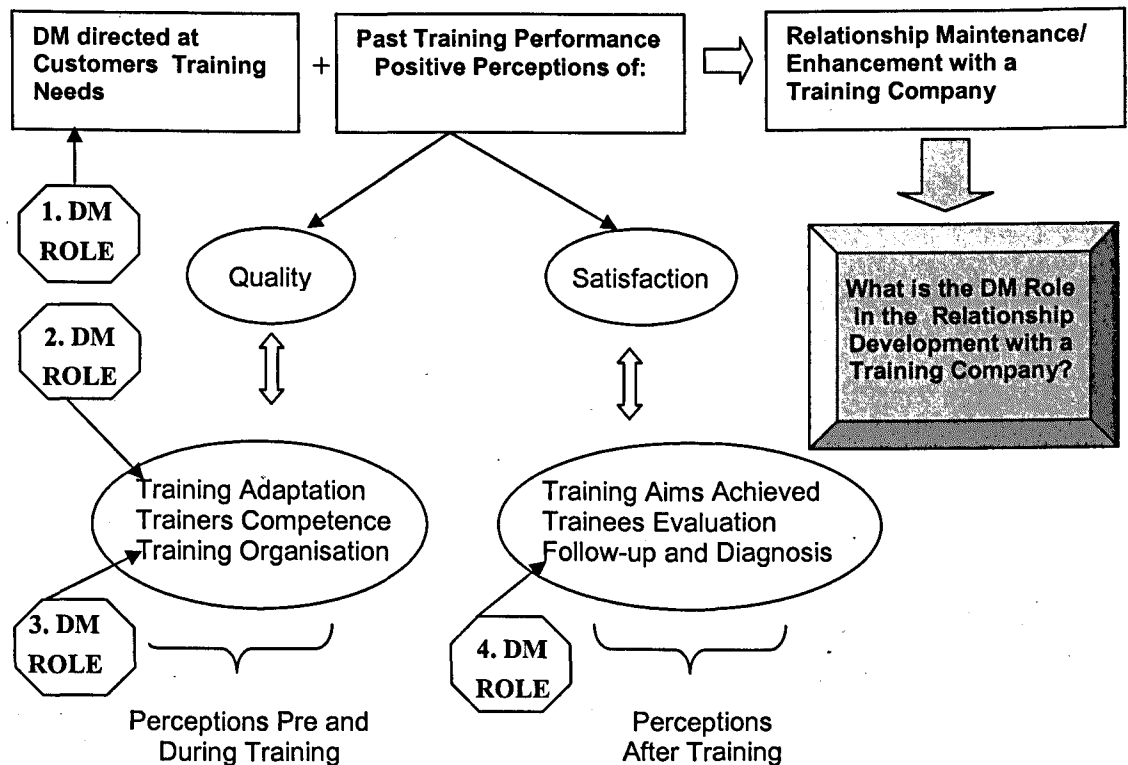 DM directed at
Customers Training
Needs
+
Past Training Performance
Positive Perceptions of:
Relationship Maintenance/
Enhancement with a
Training Company
1. DM
ROLE
Quality
Satisfaction
What is the DM Role
In the Relationship
Development with a
Training Company?
2. DM
ROLE
Training Adaptation
Trainers Competence
Training Organisation
Training Aims Achieved
Trainees Evaluation
Follow-up and Diagnosis
3. DM
ROLE
4. DM
ROLE
Perceptions Pre and
During Training
Perceptions
After Training